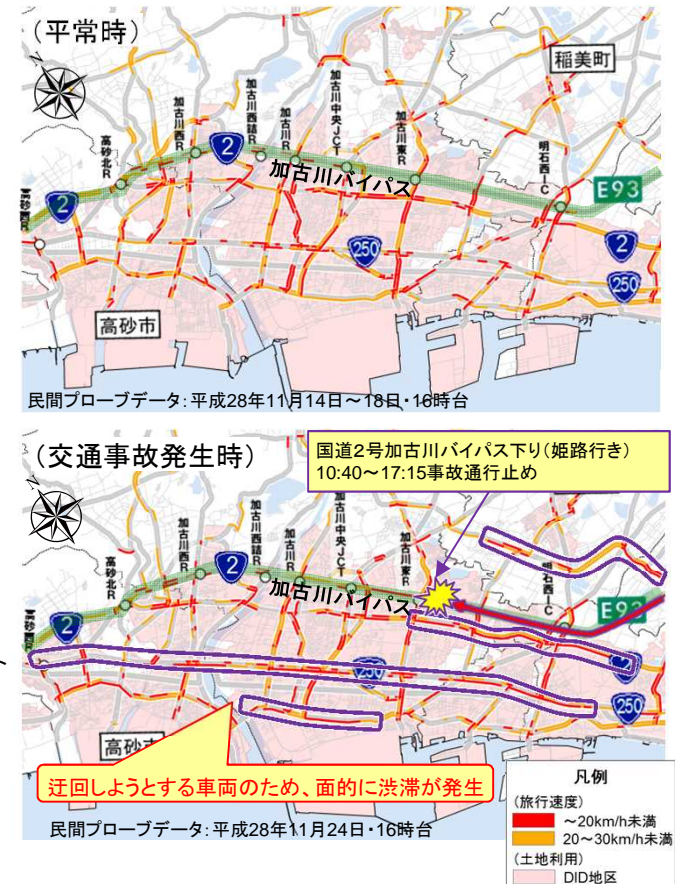 （平常時）
稲美町
加古川中央JCT
加古川西R
加古川西詰R
加古川R
加古川東R
高砂北R
明石西IC
2
加古川バイパス
E93
2
2
250
250
高砂市
民間プローブデータ：平成28年11月14日～18日・16時台
（交通事故発生時）
国道２号加古川バイパス下り（姫路行き）
10:40～17:15事故通行止め
加古川中央JCT
加古川西R
加古川西詰R
加古川R
加古川東R
高砂北R
明石西IC
2
加古川バイパス
E93
2
250
250
高砂
迂回しようとする車両のため、面的に渋滞が発生
民間プローブデータ：平成28年11月24日・16時台
凡例
（旅行速度）
～20km/h未満
20～30km/h未満
（土地利用）
DID地区